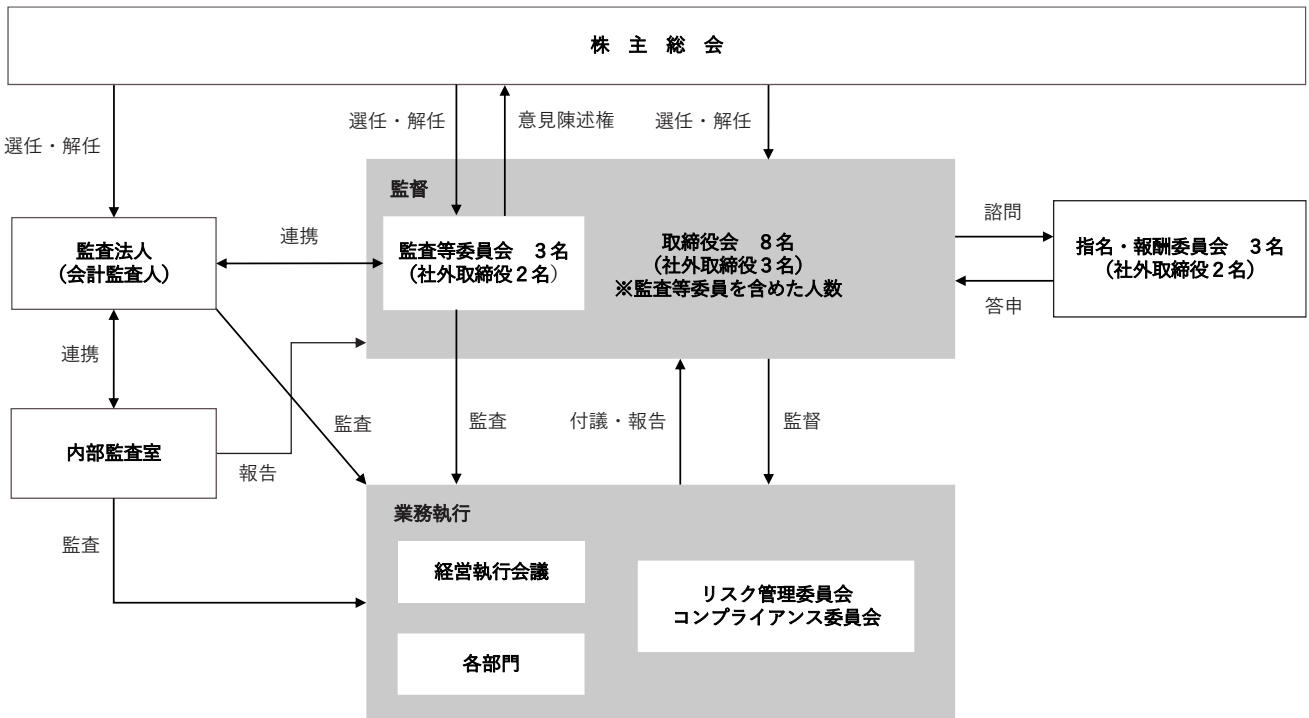 株 主 総 会
選任・解任
選任・解任
意見陳述権
選任・解任
監督
監査法人
（会計監査人）
連携
監査等委員会　３名
（社外取締役２名）
取締役会　８名
（社外取締役３名）
※監査等委員を含めた人数
諮問
答申
指名・報酬委員会　３名
（社外取締役２名）
連携
内部監査室
報告
監査
監査
付議・報告
監督
監査
業務執行
経営執行会議
各部門
リスク管理委員会
コンプライアンス委員会